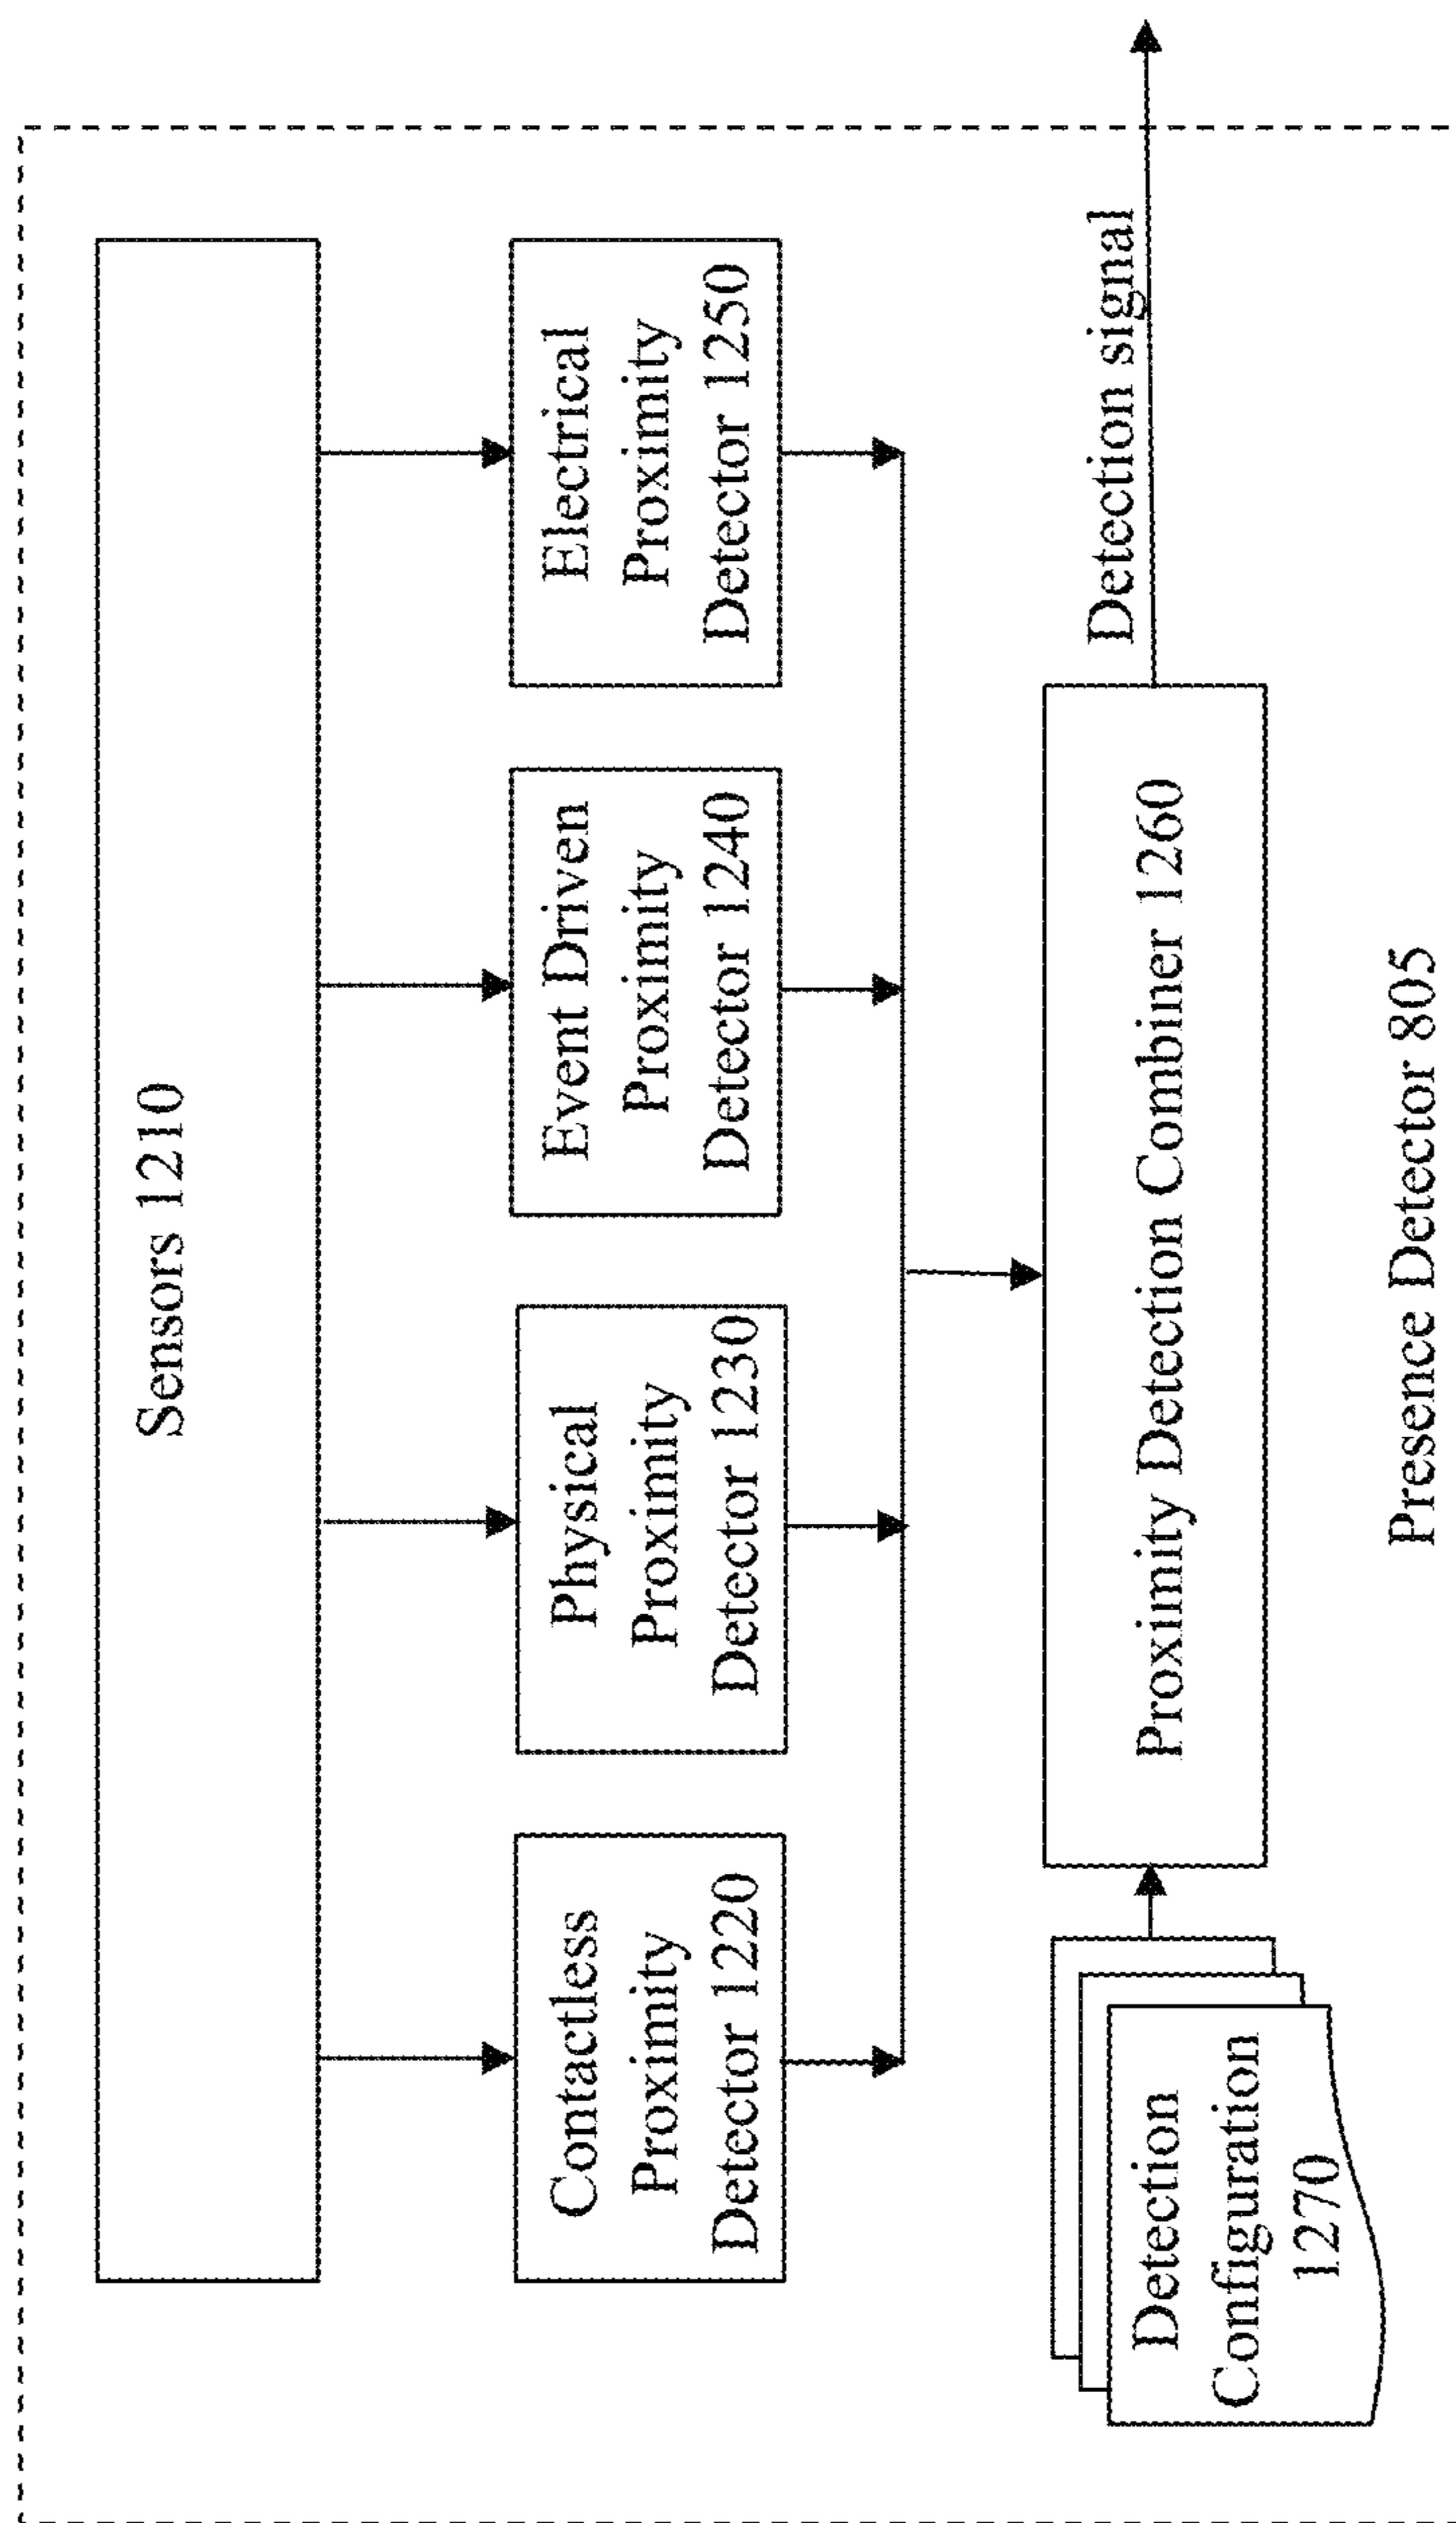 Sensors 1210
Contactless
Proximity
Detector 1220
Physical
Proximity
Detector 1230
Event Driven
Proximity
Detector 1240
Electrical
Proximity
Detector 1250
Detection
Configuration
1270
Proximity Detection Combiner 1260
Detection signal
Presence Detector 805